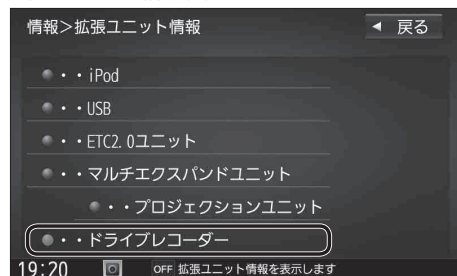 情報>拡張ユニット情報
◀ 戻る
・・iPod
・・USB
・・ETC2.0ユニット
・・マルチエクスパンドユニット
・・プロジェクションユニット
・・ドライブレコーダー
19:20 OFF 拡張ユニット情報を表示します